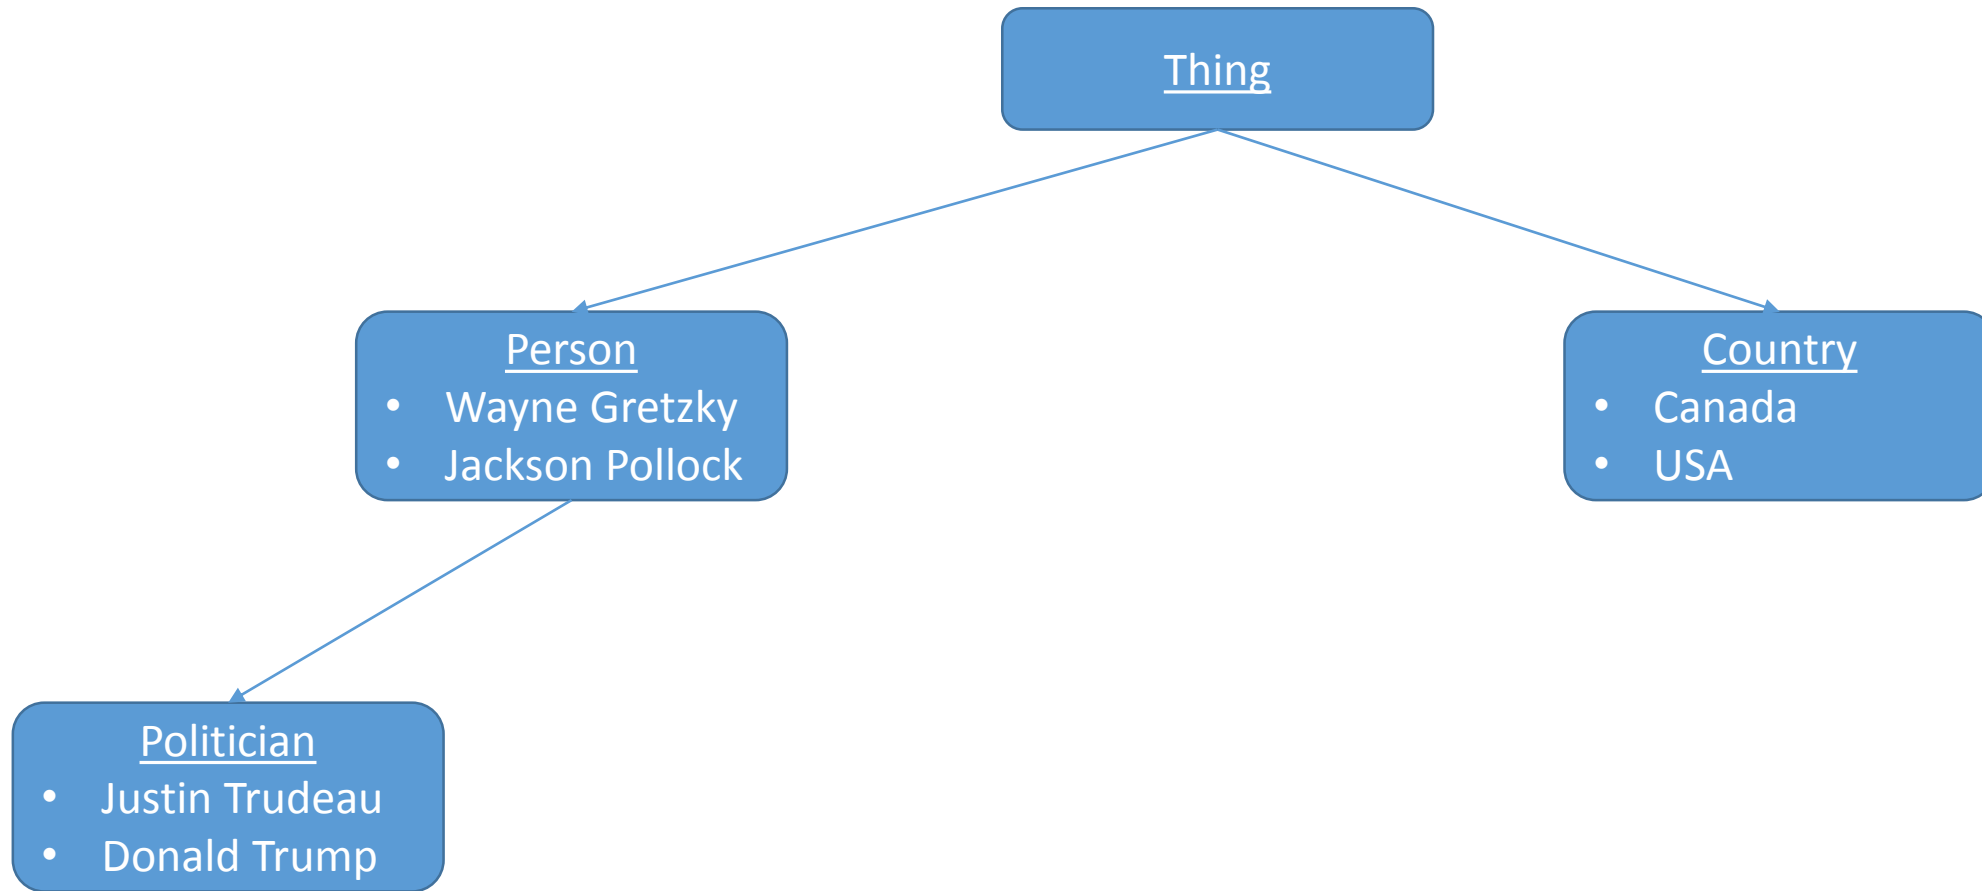 Thing
Person
• Wayne Gretzky
• Jackson Pollock
Country
• Canada
• USA
Politician
• Justin Trudeau
• Donald Trump